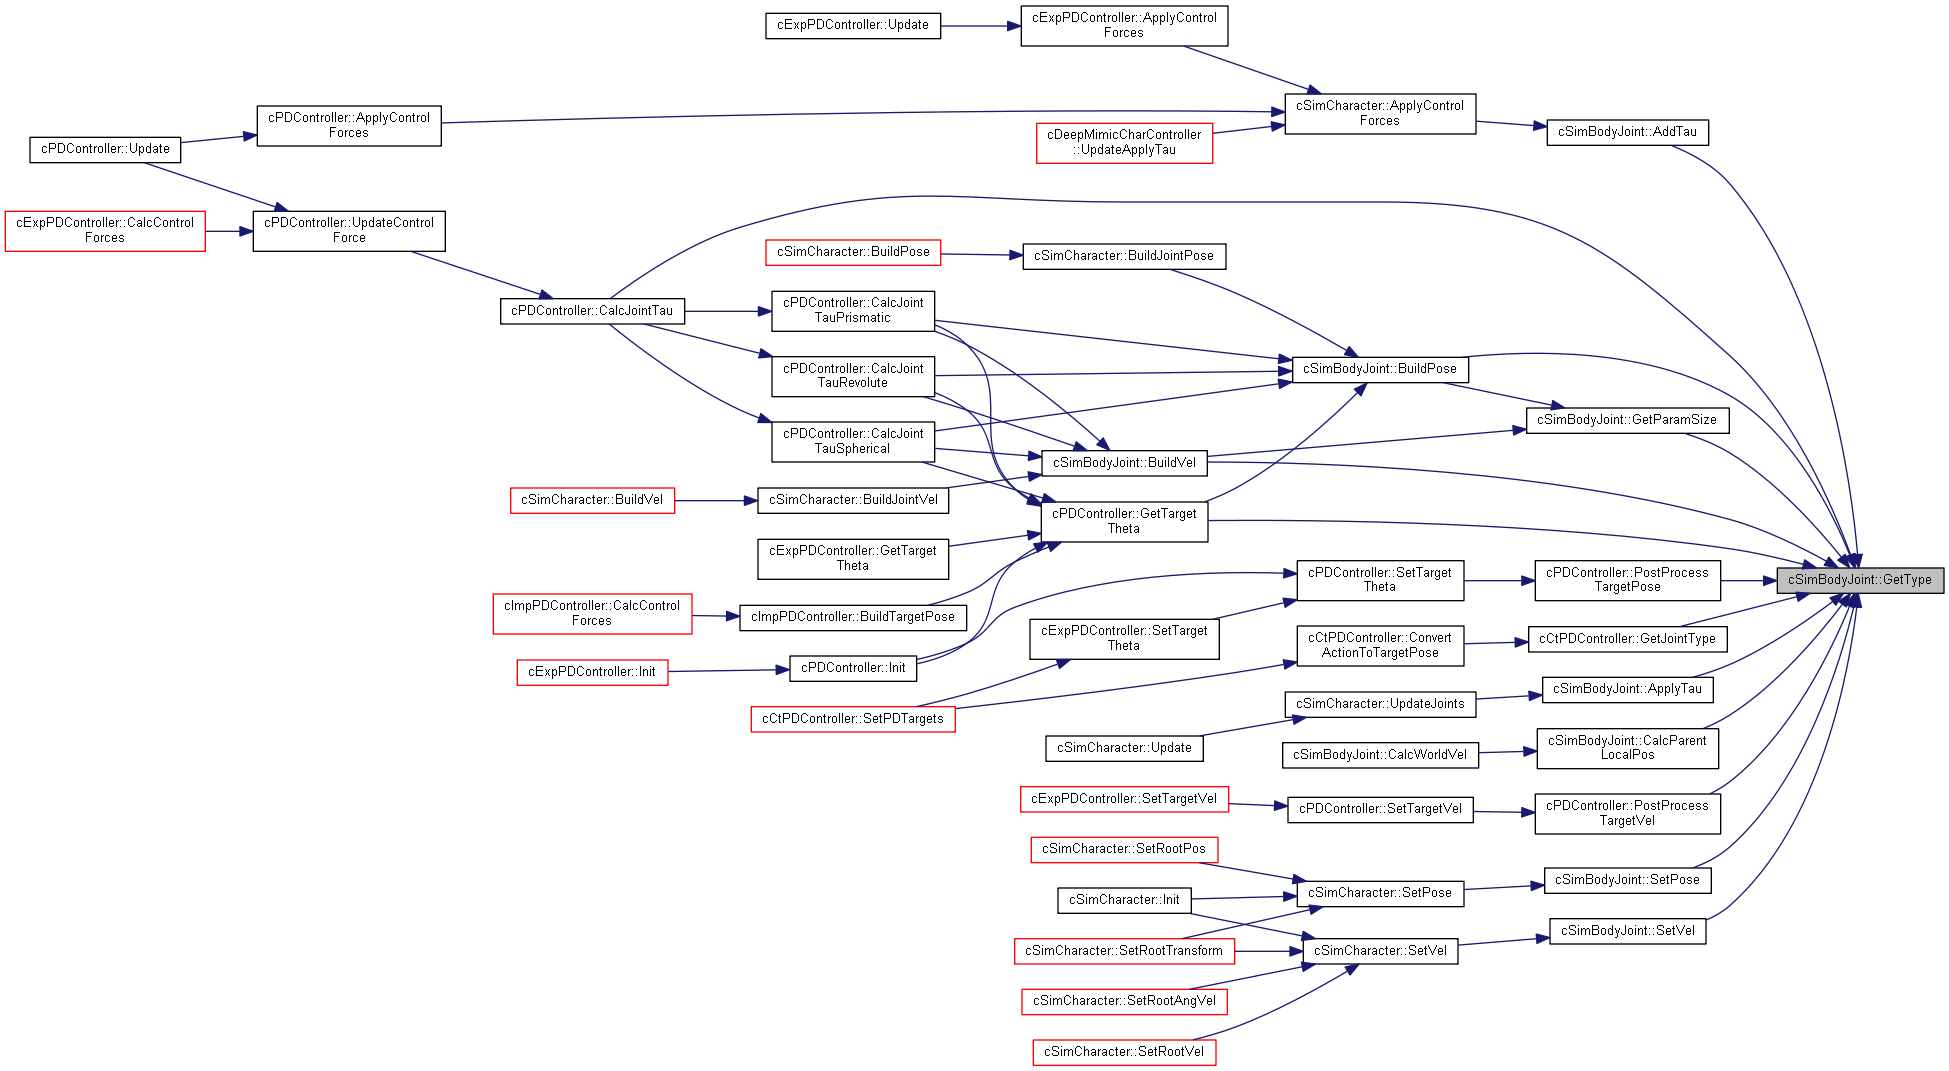 cExpPDController::Update
cExpPDController::ApplyControl
Forces
cSimCharacter::ApplyControl
Forces
cPDController::ApplyControl
Forces
cDeepMimicCharController
::UpdateApplyTau
cSimBodyJoint::AddTau
cPDController::Update
cExpPDController::CalcControl
Forces
cPDController::UpdateControl
Force
cSimCharacter::BuildPose
cSimCharacter::BuildJointPose
cPDController::CalcJointTau
cPDController::CalcJoint
TauPrismatic
cPDController::CalcJoint
TauRevolute
cSimBodyJoint::BuildPose
cSimBodyJoint::GetParamSize
cPDController::CalcJoint
TauSpherical
cSimBodyJoint::BuildVel
cSimCharacter::BuildVel
cSimCharacter::BuildJointVel
cPDController::GetTarget
Theta
cExpPDController::GetTarget
Theta
cPDController::SetTarget
Theta
cPDController::PostProcess
TargetPose
cSimBodyJoint::GetType
cImpPDController::CalcControl
Forces
cImpPDController::BuildTargetPose
cExpPDController::SetTarget
Theta
cCtPDController::Convert
ActionToTargetPose
cCtPDController::GetJointType
cExpPDController::Init
cPDController::Init
cCtPDController::SetPDTargets
cSimCharacter::UpdateJoints
cSimBodyJoint::ApplyTau
cSimCharacter::Update
cSimBodyJoint::CalcWorldVel
cSimBodyJoint::CalcParent
LocalPos
cExpPDController::SetTargetVel
cPDController::SetTargetVel
cPDController::PostProcess
TargetVel
cSimCharacter::SetRootPos
cSimCharacter::Init
cSimCharacter::SetPose
cSimBodyJoint::SetPose
cSimCharacter::SetRootTransform
cSimCharacter::SetVel
cSimBodyJoint::SetVel
cSimCharacter::SetRootAngVel
cSimCharacter::SetRootVel